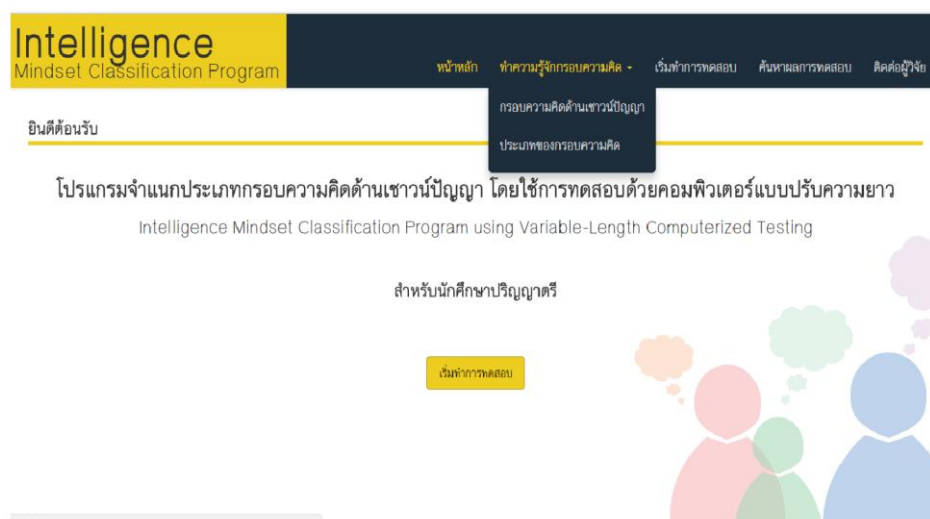 Intelligence
Mindset Classification Program
หน้าหลัก ทำความรู้จักกรอบความคิด เริ่มทำการทดสอบ ค้นหาผลการทดสอบ ติดต่อผู้วิจัย
กรอบความคิดด้านเชาวน์ปัญญา
ประเภทของกรอบความคิด
ยินดีต้อนรับ
โปรแกรมจำแนกประเภทกรอบความคิดด้านเชาวน์ปัญญา โดยใช้การทดสอบด้วยคอมพิวเตอร์แบบปรับความยาว
Intelligence Mindset Classification Program using Variable-Length Computerized Testing
สำหรับนักศึกษาปริญญาตรี
เริ่มทำการทดสอบ